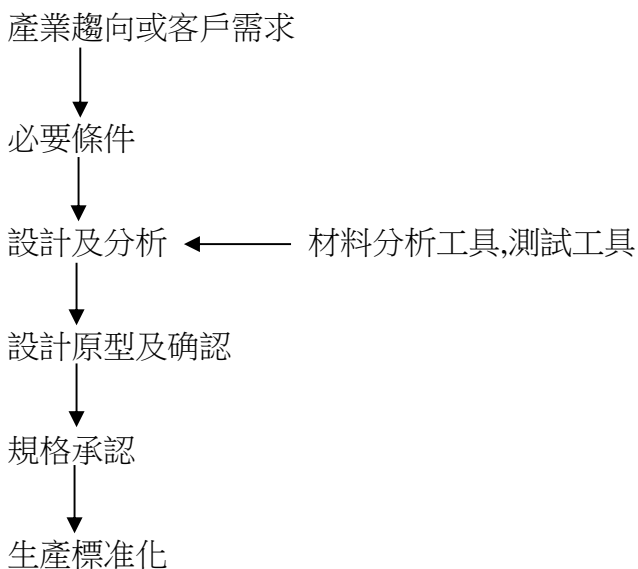 產業趨向或客戶需求
必要條件
設計及分析 材料分析工具,測試工具
設計原型及确認
規格承認
生產標准化